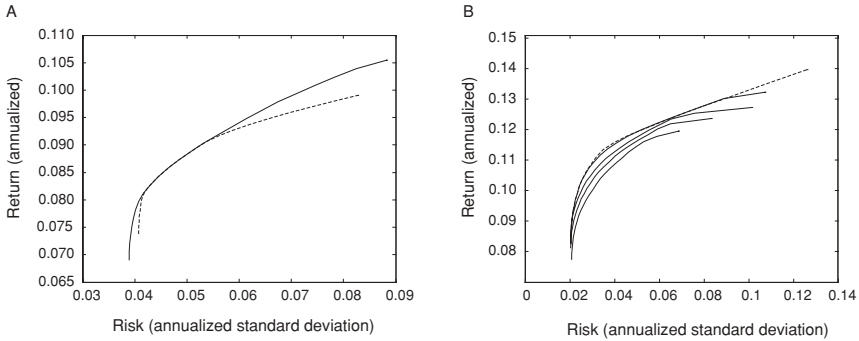 A
0.110
0.105
0.100
0.095
0.090
0.085
0.080
0.075
0.070
0.065
0.03 0.04 0.05 0.06 0.07 0.08 0.09
Return (annualized)
Risk (annualized standard deviation)
B
0.15
0.14
0.13
0.12
0.11
0.10
0.09
0.08
0 0.02 0.04 0.06 0.08 0.1 0.12 0.14
Return (annualized)
Risk (annualized standard deviation)